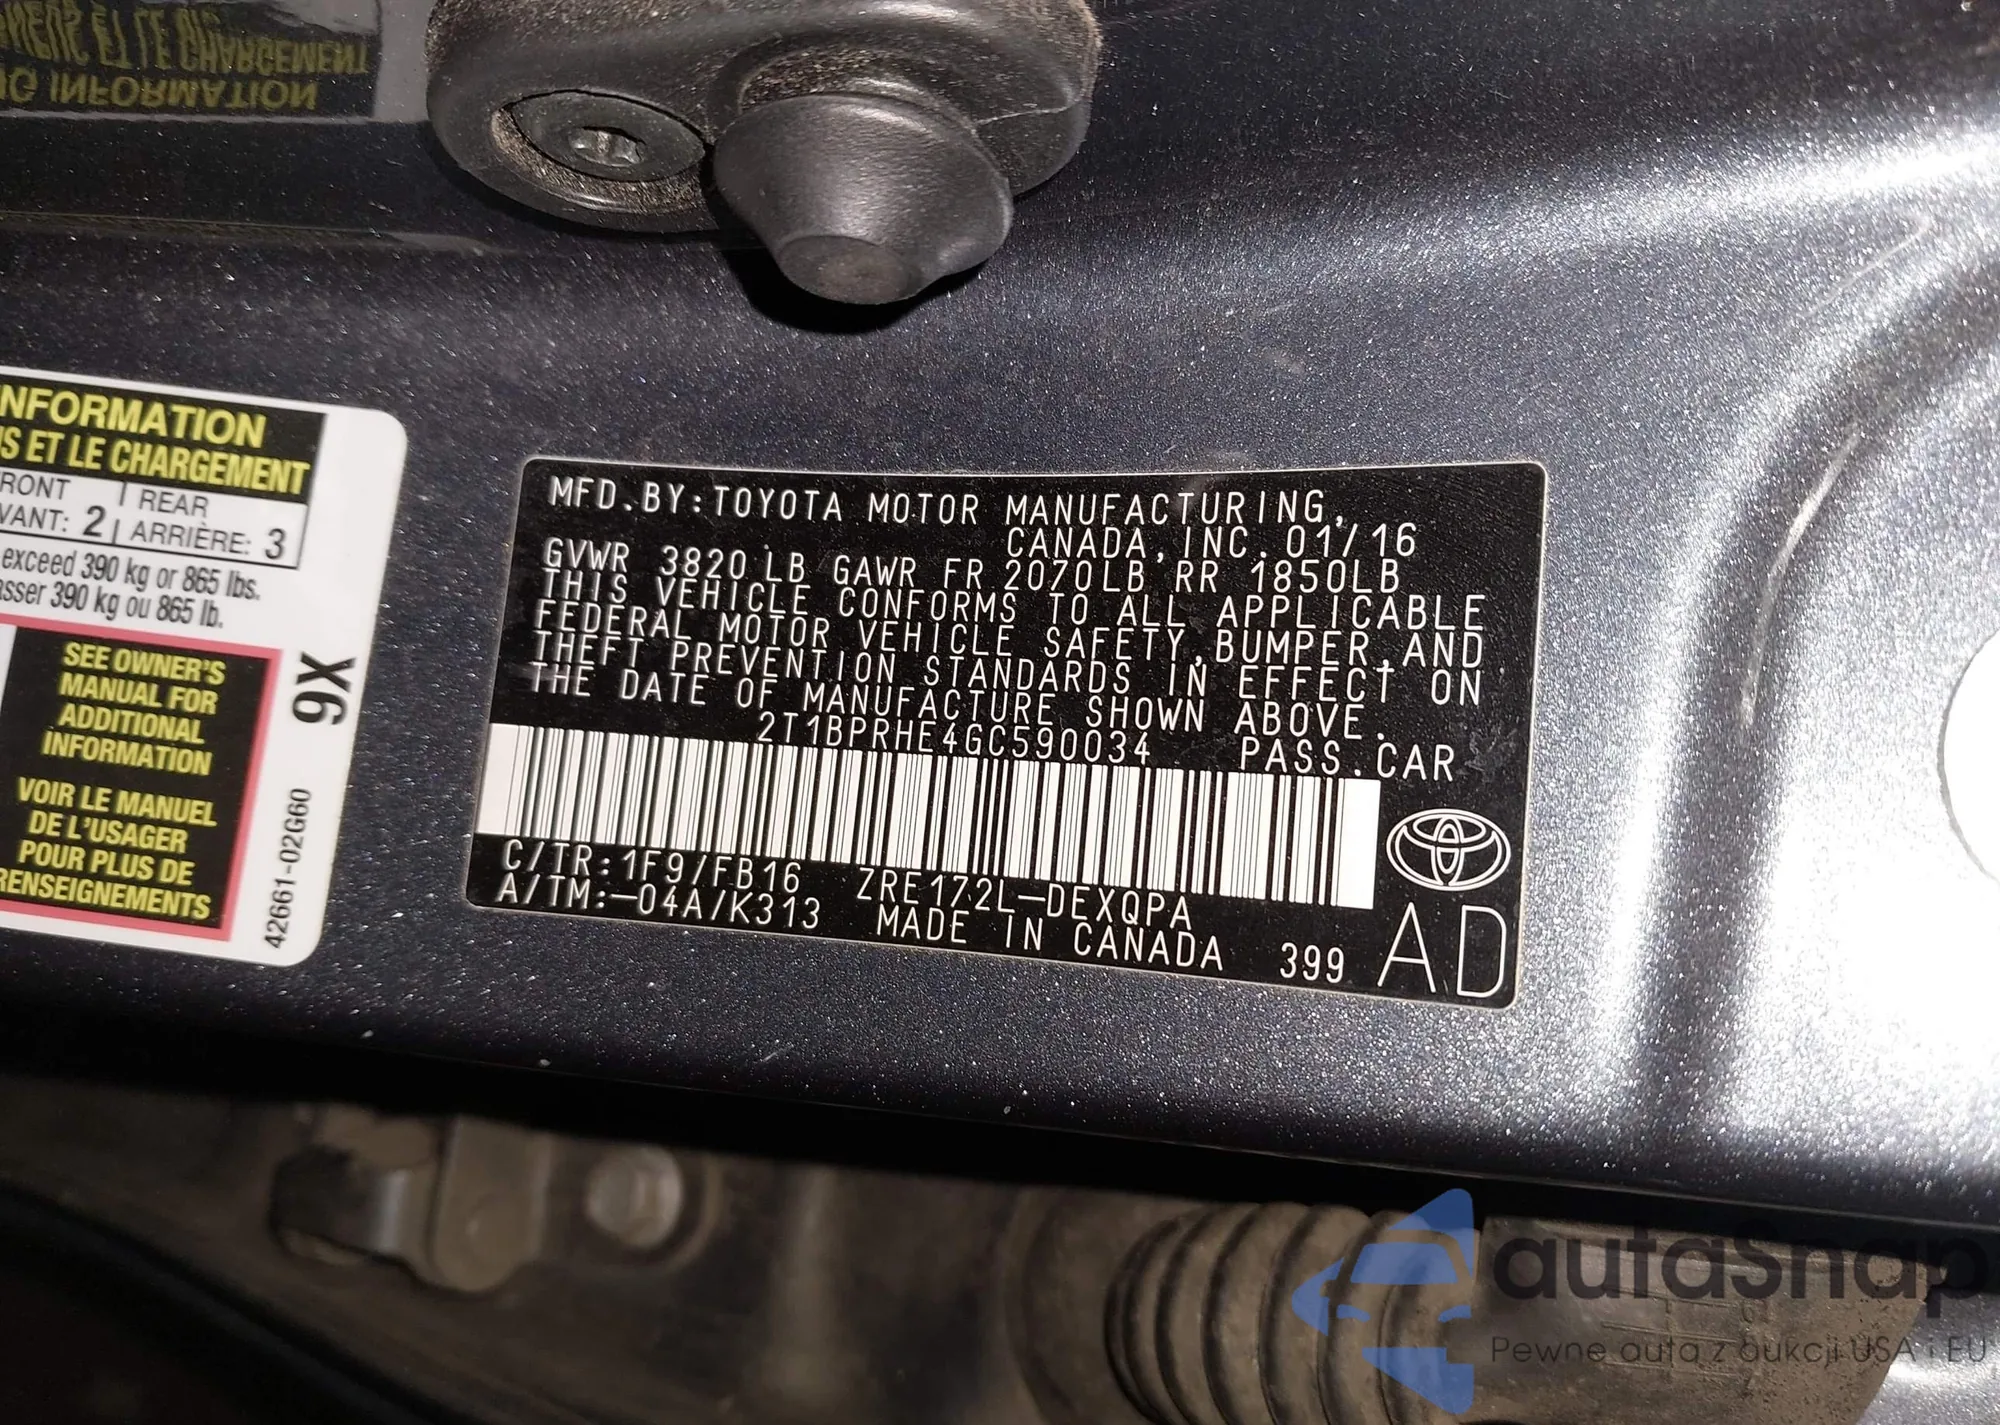 G INFORMATION
ET LE CHARGEMENT
INFORMATION
S ET LE CHARGEMENT
FRONT | REAR
VANT: 2 | ARRIÈRE: 3
exceed 390 kg or 865 lbs.
asser 390 kg ou 865 lb.
SEE OWNER'S
MANUAL FOR
ADDITIONAL
INFORMATION
VOIR LE MANUEL
DE L'USAGER
POUR PLUS DE
RENSEIGNEMENTS
9X
42661-02G60
MFD.BY:TOYOTA MOTOR MANUFACTURING,
CANADA,INC. 01/16
GVWR 3820 LB GAWR FR 2070LB RR 1850LB
THIS VEHICLE CONFORMS TO ALL APPLICABLE
FEDERAL MOTOR VEHICLE SAFETY,BUMPER,AND
THEFT PREVENTION STANDARDS IN EFFECT ON
THE DATE OF MANUFACTURE SHOWN ABOVE.
2T1BPRHE4GC590034 PASS.CAR
C/TR:1F9/FB16 ZRE172L-DEXQPA
A/TM:-04A/K313 MADE IN CANADA 399 AD
autasnap
Pewne auta z aukcji USA i EU